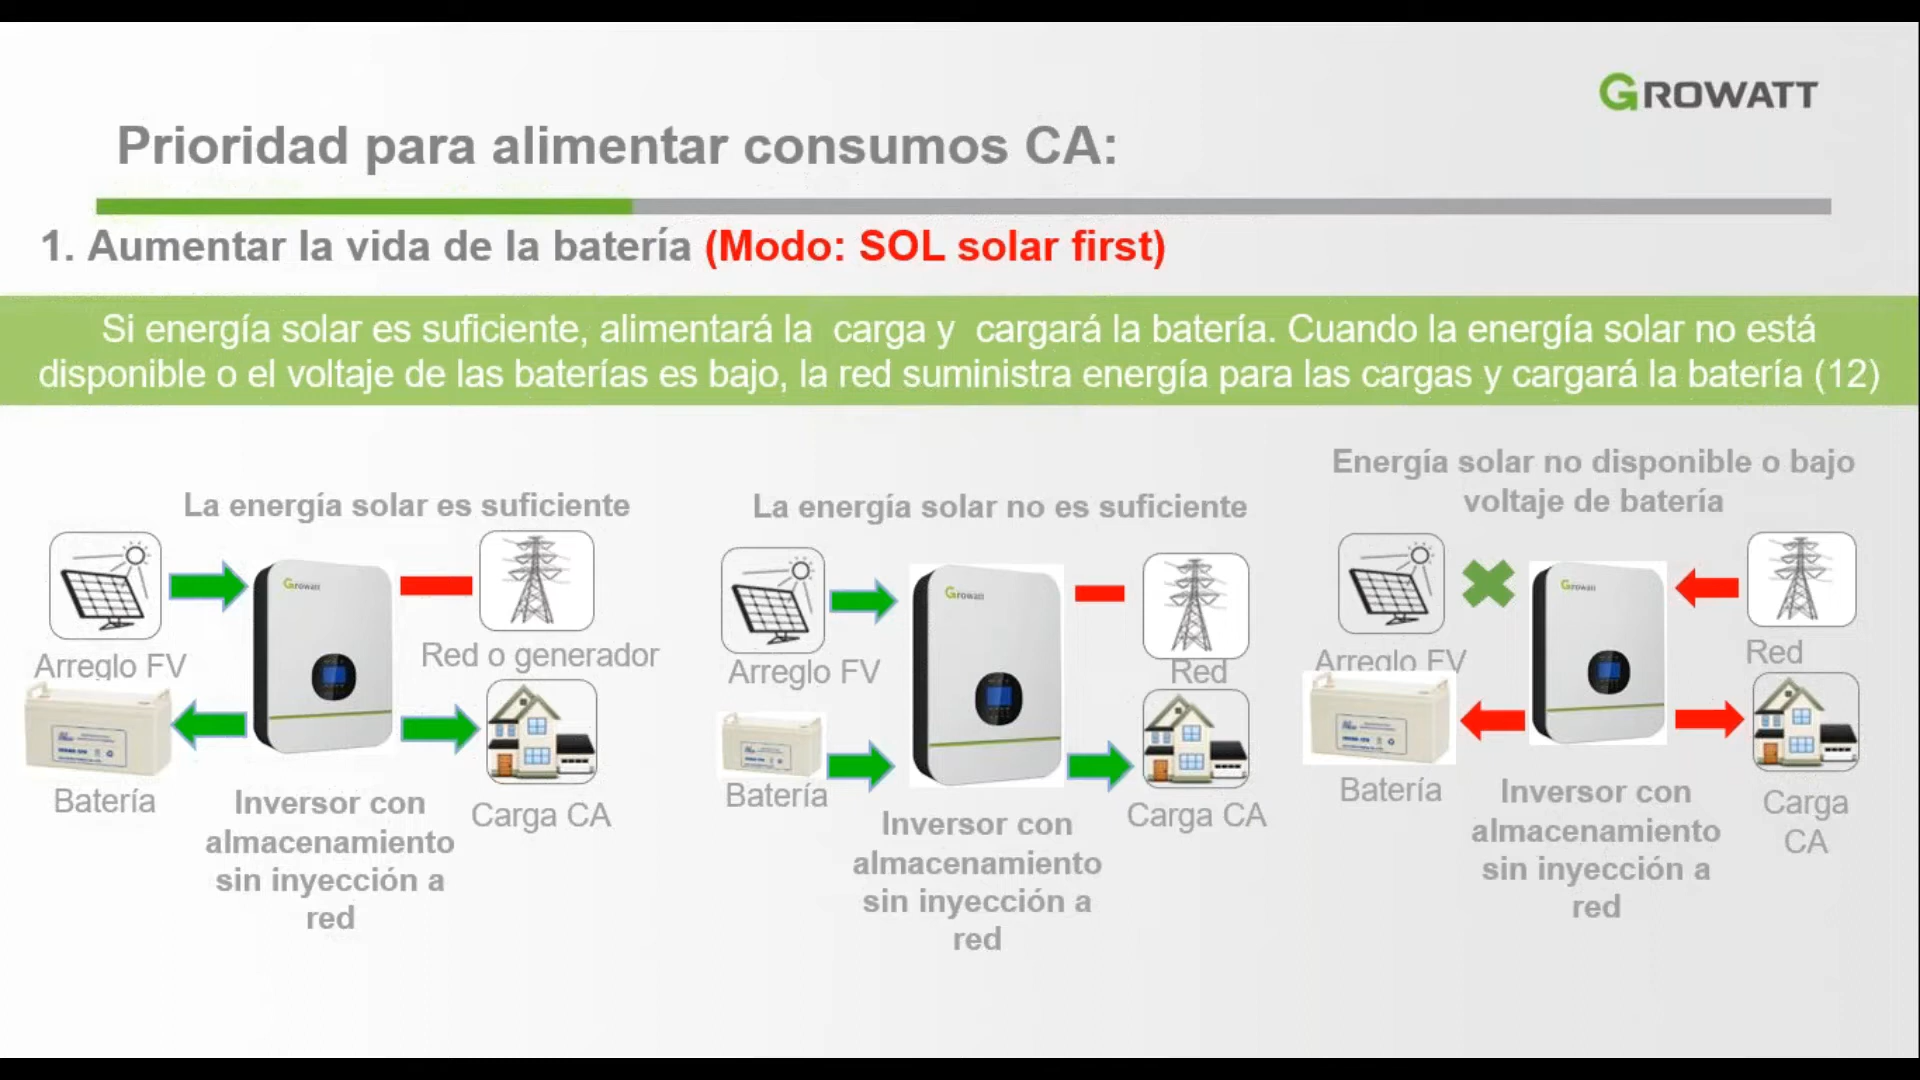 GROWATT
Prioridad para alimentar consumos CA:
1. Aumentar la vida de la batería (Modo: SOL solar first)
Si energía solar es suficiente, alimentará la carga y cargará la batería. Cuando la energía solar no está
disponible o el voltaje de las baterías es bajo, la red suministra energía para las cargas y cargará la batería (12)
La energía solar es suficiente
Growatt
Arreglo FV
Red o generador
Batería
Carga CA
Inversor con
almacenamiento
sin inyección a
red
La energía solar no es suficiente
Growatt
Arreglo FV
Red
Batería
Carga CA
Inversor con
almacenamiento
sin inyección a
red
Energía solar no disponible o bajo
voltaje de batería
Growatt
Arreglo FV
Red
Batería
Carga
CA
Inversor con
almacenamiento
sin inyección a
red